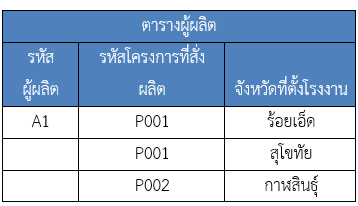 ตารางผู้ผลิต
รหัส รหัสโครงการที่สั่ง
ผู้ผลิต ผลิต จังหวัดที่ตั้งโรงงาน
A1 P001 ร้อยเอ็ด
P001 สุโขทัย
P002 กาฬสินธุ์